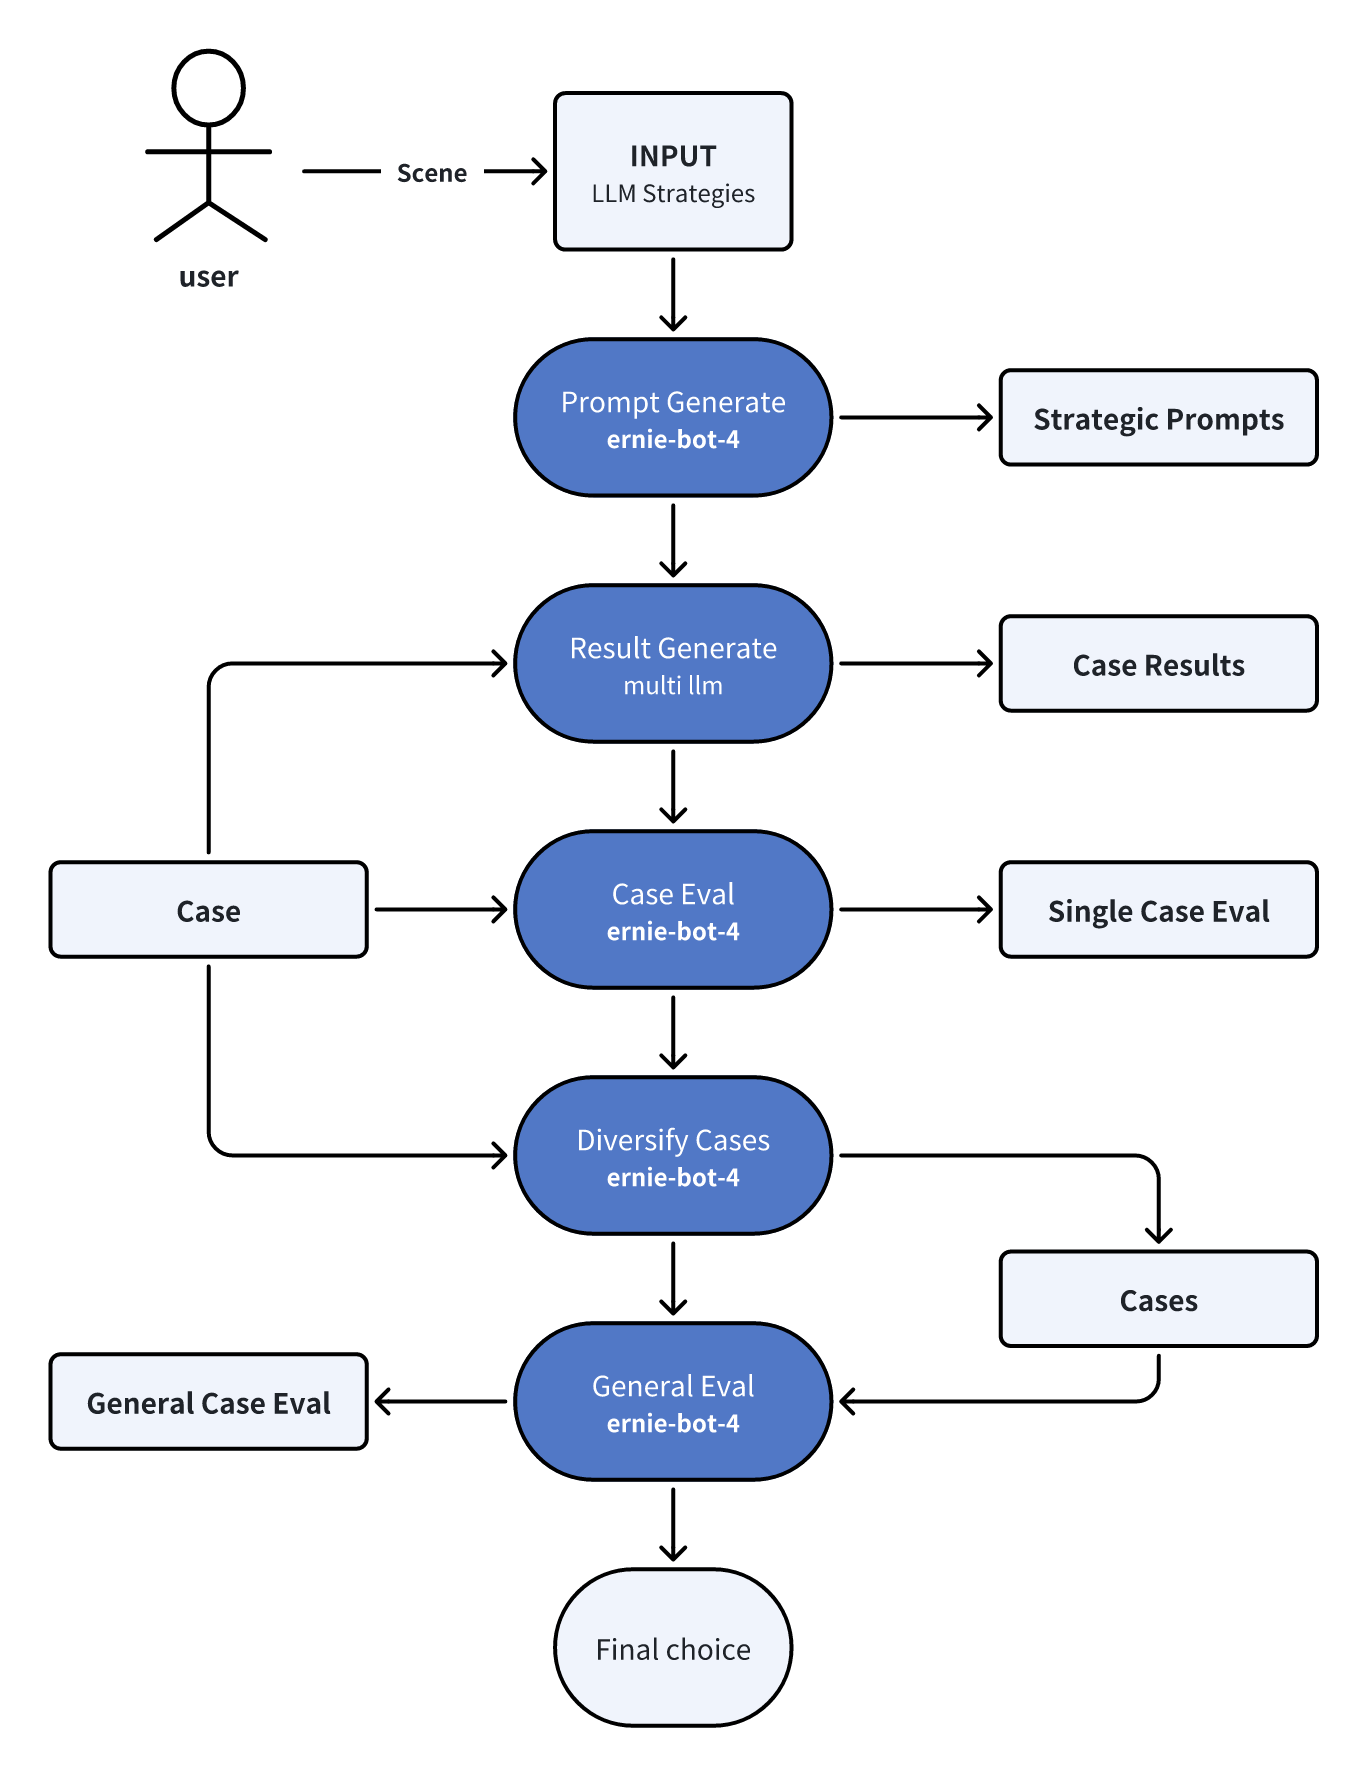 Scene
INPUT
LLM Strategies
user
Prompt Generate
ernie-bot-4
Strategic Prompts
Result Generate
multi llm
Case Results
Case
Case Eval
ernie-bot-4
Single Case Eval
Diversify Cases
ernie-bot-4
Cases
General Case Eval
General Eval
ernie-bot-4
Final choice